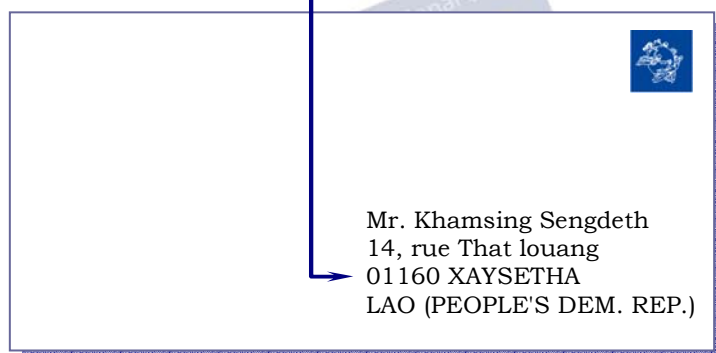 Mr. Khamsing Sengdeth
14, rue That louang
01160 XAYSETHA
LAO (PEOPLE'S DEM. REP.)